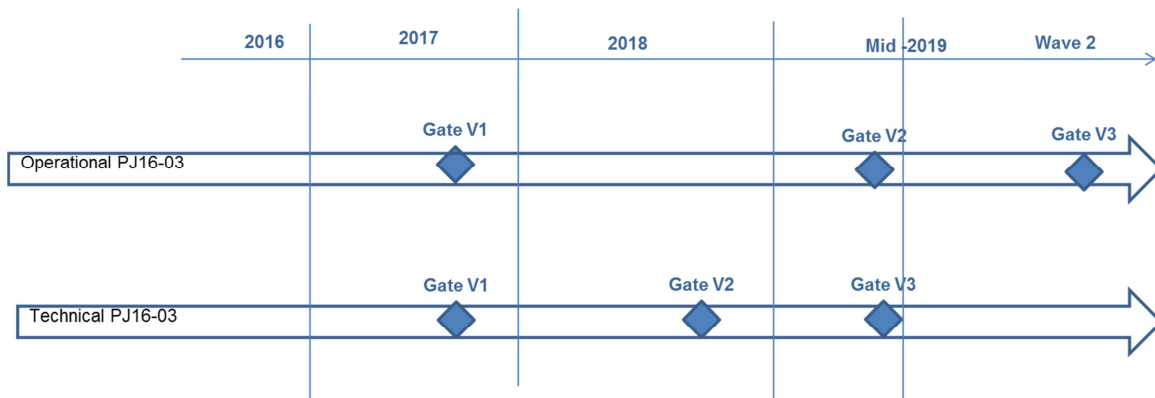 2016
2017
2018
Mid -2019
Wave 2
Gate V1
Gate V2
Gate V3
Operational PJ16-03
Gate V1
Gate V2
Gate V3
Technical PJ16-03